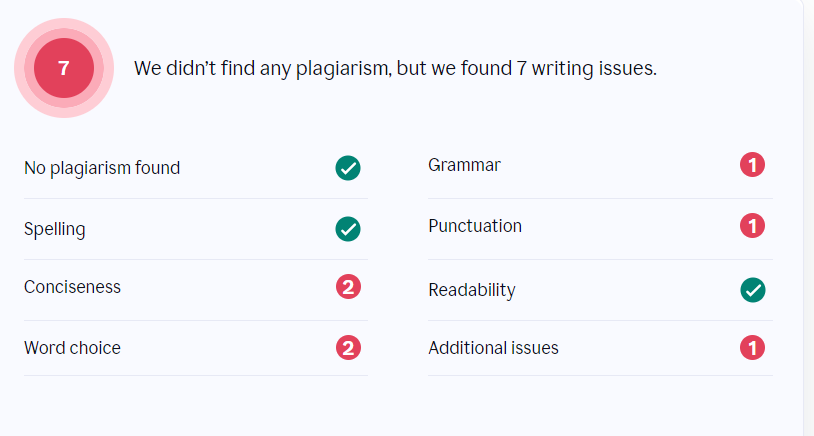 7
We didn’t find any plagiarism, but we found 7 writing issues.
No plagiarism found
Grammar 1
Spelling
Punctuation 1
Conciseness 2
Readability
Word choice 2
Additional issues 1